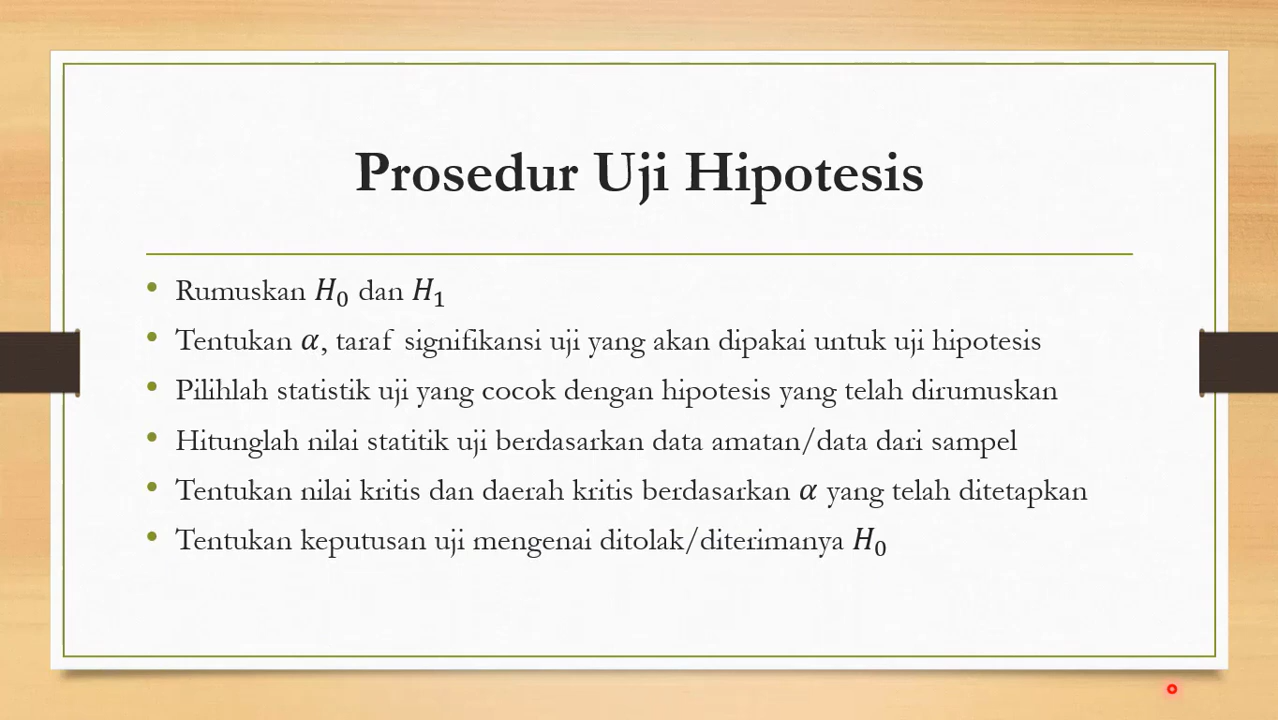 Prosedur Uji Hipotesis
• Rumuskan 𝐻₀ dan 𝐻₁
• Tentukan 𝛼, taraf signifikansi uji yang akan dipakai untuk uji hipotesis
• Pilihlah statistik uji yang cocok dengan hipotesis yang telah dirumuskan
• Hitunglah nilai statitik uji berdasarkan data amatan/data dari sampel
• Tentukan nilai kritis dan daerah kritis berdasarkan 𝛼 yang telah ditetapkan
• Tentukan keputusan uji mengenai ditolak/diterimanya 𝐻₀